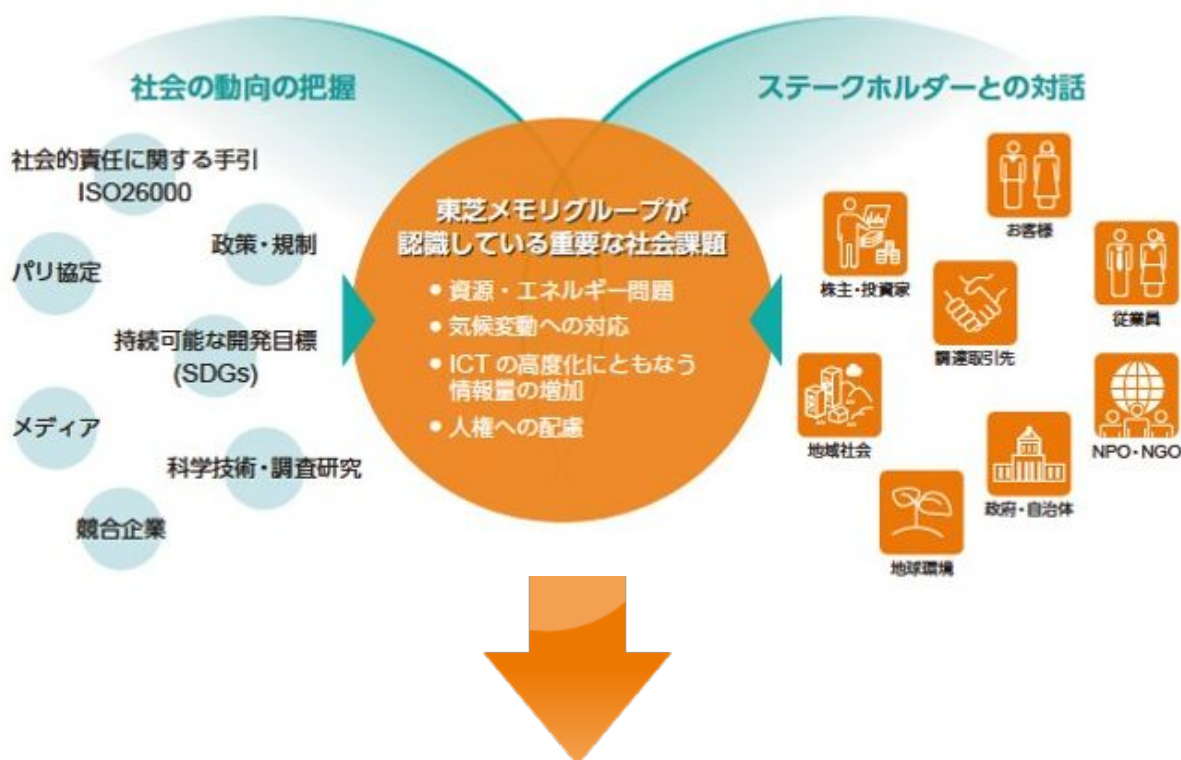 社会の動向の把握
社会的責任に関する手引
ISO26000
政策・規制
パリ協定
持続可能な開発目標
(SDGs)
メディア
科学技術・調査研究
競合企業
東芝メモリグループが
認識している重要な社会課題
● 資源・エネルギー問題
● 気候変動への対応
● ICT の高度化にともなう
情報量の増加
● 人権への配慮
ステークホルダーとの対話
お客様
株主・投資家
従業員
調達取引先
地域社会
NPO・NGO
政府・自治体
地球環境